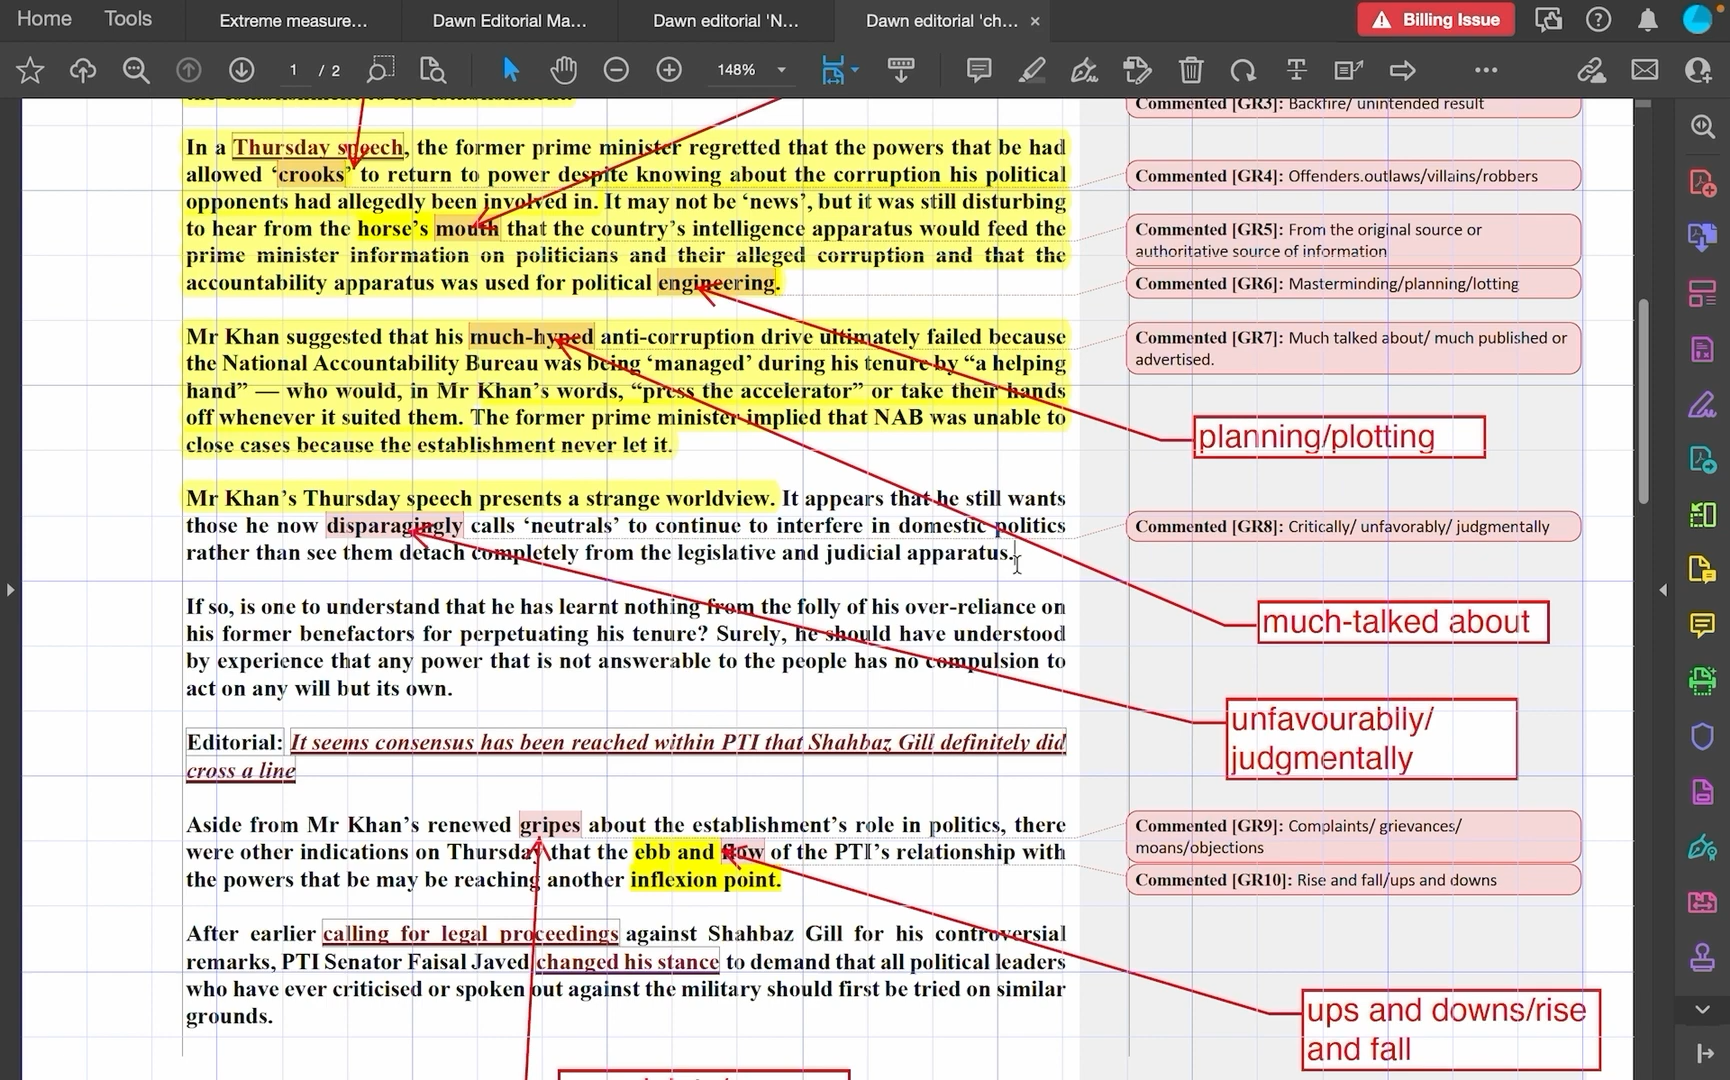 Home Tools Extreme measure... Dawn Editorial Ma... Dawn editorial 'N... Dawn editorial 'ch... × Billing Issue
1 / 2 148%
Commented [GR3]: Backfire/ unintended result
In a Thursday speech, the former prime minister regretted that the powers that be had
allowed ‘crooks’ to return to power despite knowing about the corruption his political
opponents had allegedly been involved in. It may not be ‘news’, but it was still disturbing
to hear from the horse’s mouth that the country’s intelligence apparatus would feed the
prime minister information on politicians and their alleged corruption and that the
accountability apparatus was used for political engineering.
Commented [GR4]: Offenders.outlaws/villains/robbers
Commented [GR5]: From the original source or
authoritative source of information
Commented [GR6]: Masterminding/planning/lotting
Mr Khan suggested that his much-hyped anti-corruption drive ultimately failed because
the National Accountability Bureau was being ‘managed’ during his tenure by “a helping
hand” — who would, in Mr Khan’s words, “press the accelerator” or take their hands
off whenever it suited them. The former prime minister implied that NAB was unable to
close cases because the establishment never let it.
Commented [GR7]: Much talked about/ much published or
advertised.
planning/plotting
Mr Khan’s Thursday speech presents a strange worldview. It appears that he still wants
those he now disparagingly calls ‘neutrals’ to continue to interfere in domestic politics
rather than see them detach completely from the legislative and judicial apparatus.
Commented [GR8]: Critically/ unfavorably/ judgmentally
If so, is one to understand that he has learnt nothing from the folly of his over-reliance on
his former benefactors for perpetuating his tenure? Surely, he should have understood
by experience that any power that is not answerable to the people has no compulsion to
act on any will but its own.
much-talked about
unfavourablly/
judgmentally
Editorial: It seems consensus has been reached within PTI that Shahbaz Gill definitely did
cross a line
Aside from Mr Khan’s renewed gripes about the establishment’s role in politics, there
were other indications on Thursday that the ebb and flow of the PTI’s relationship with
the powers that be may be reaching another inflexion point.
Commented [GR9]: Complaints/ grievances/
moans/objections
Commented [GR10]: Rise and fall/ups and downs
After earlier calling for legal proceedings against Shahbaz Gill for his controversial
remarks, PTI Senator Faisal Javed changed his stance to demand that all political leaders
who have ever criticised or spoken out against the military should first be tried on similar
grounds.
ups and downs/rise
and fall